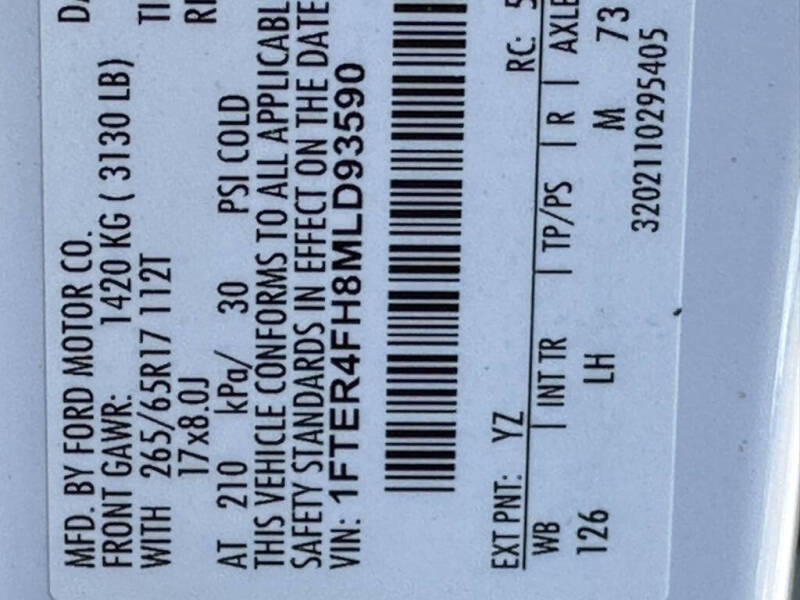 MFD. BY FORD MOTOR CO.
FRONT GAWR: 1420 KG ( 3130 LB)
WITH 265/65R17 112T
17x8.0J
AT 210 kPa/ 30 PSI COLD
THIS VEHICLE CONFORMS TO ALL
SAFETY STANDARDS IN EFFECT ON THE DATE
VIN: 1FTER4FH8MLD93590
EXT PNT: YZ RC:
WB INT TR TP/PS R
126 LH M 73
3202110295405